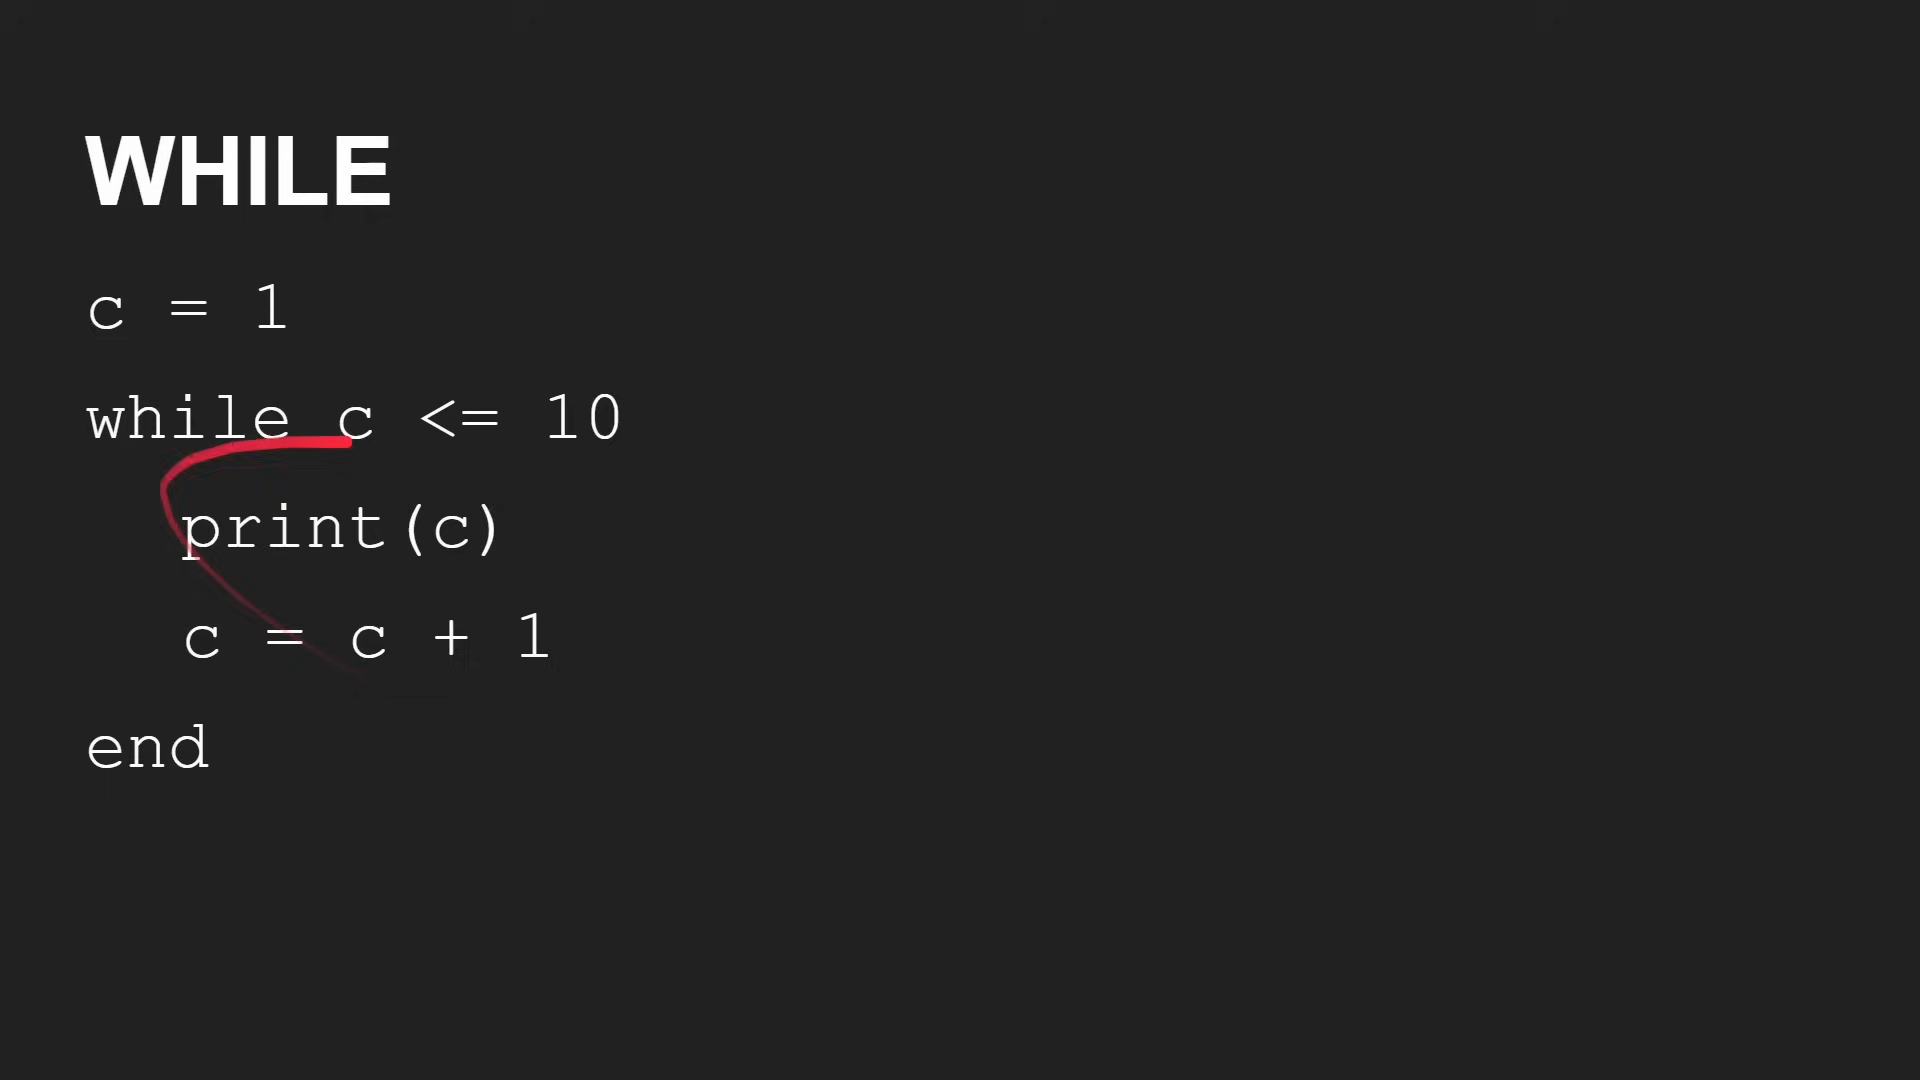 WHILE
c = 1
while c <= 10
print(c)
c = c + 1
end